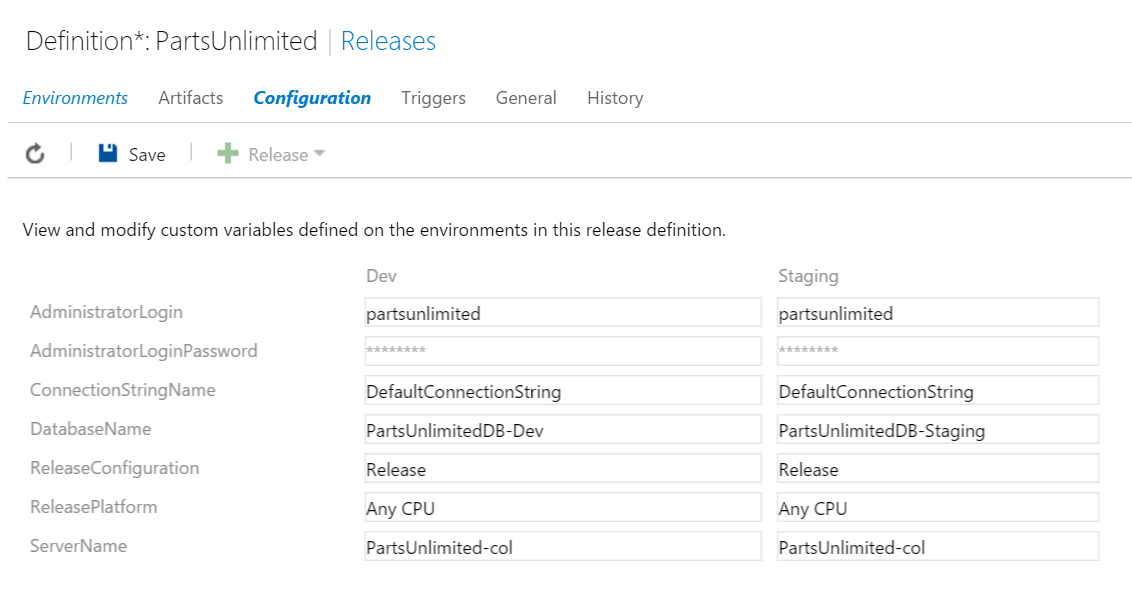 Definition*: PartsUnlimited | Releases
Environments Artifacts Configuration Triggers General History
Save Release
View and modify custom variables defined on the environments in this release definition.
Dev Staging
AdministratorLogin partsunlimited partsunlimited
AdministratorLoginPassword ******** ********
ConnectionStringName DefaultConnectionString DefaultConnectionString
DatabaseName PartsUnlimitedDB-Dev PartsUnlimitedDB-Staging
ReleaseConfiguration Release Release
ReleasePlatform Any CPU Any CPU
ServerName PartsUnlimited-col PartsUnlimited-col